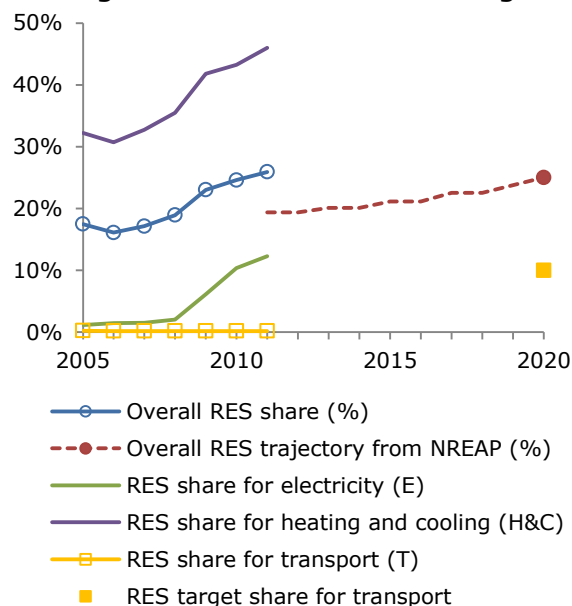 50%
40%
30%
20%
10%
0%
2005 2010 2015 2020
Overall RES share (%)
Overall RES trajectory from NREAP (%)
RES share for electricity (E)
RES share for heating and cooling (H&C)
RES share for transport (T)
RES target share for transport